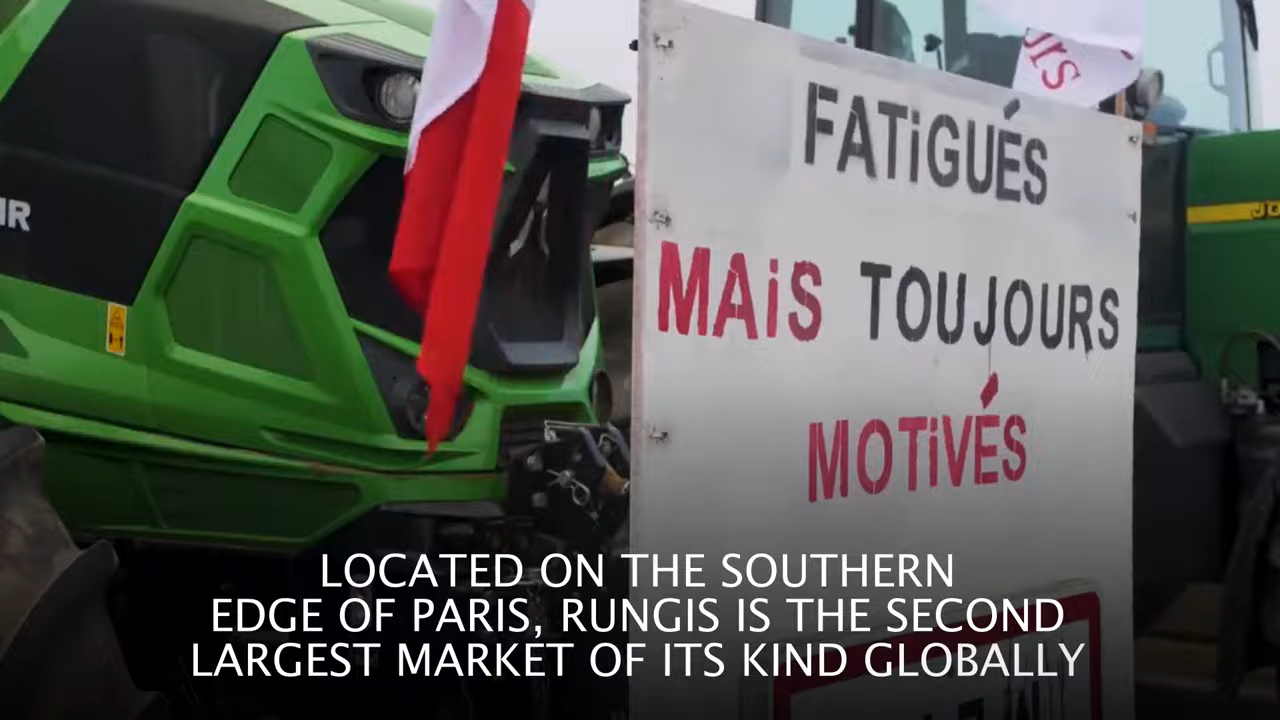 FATiGUÉS
MAiS TOUJOURS
MOTiVÉS
LOCATED ON THE SOUTHERN
EDGE OF PARIS, RUNGIS IS THE SECOND
LARGEST MARKET OF ITS KIND GLOBALLY